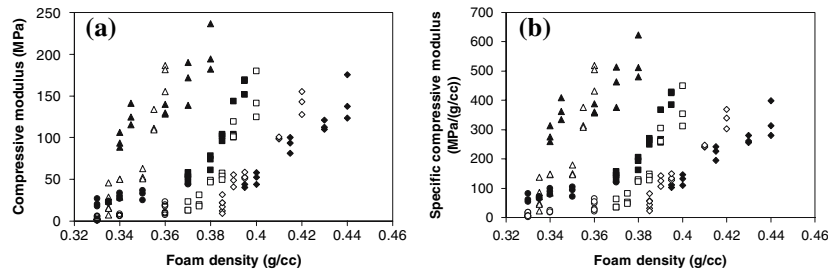 (a)
Compressive modulus (MPa)
250
200
150
100
50
0
0.32 0.34 0.36 0.38 0.4 0.42 0.44 0.46
Foam density (g/cc)
(b)
Specific compressive modulus
(MPa/(g/cc))
700
600
500
400
300
200
100
0
0.32 0.34 0.36 0.38 0.4 0.42 0.44 0.46
Foam density (g/cc)